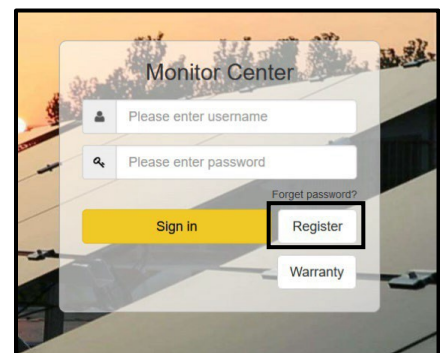 Monitor Center
Please enter username
Please enter password
Forget password?
Sign in
Register
Warranty